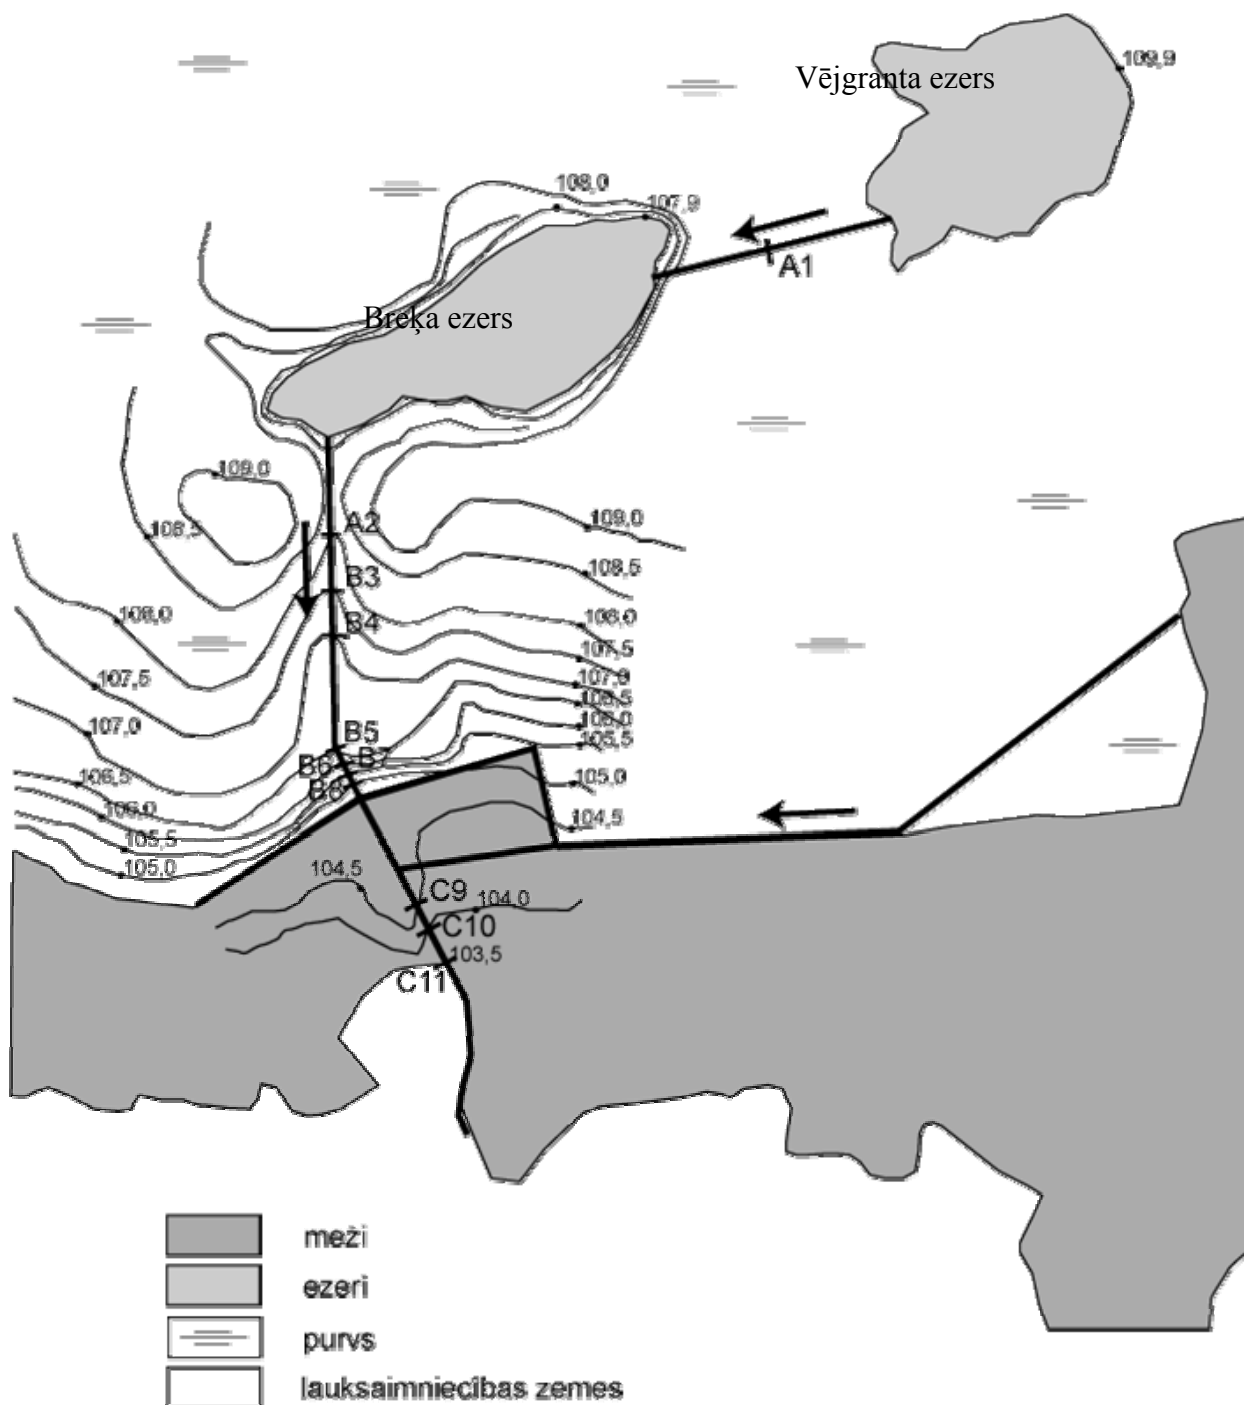 Vējgranta ezers
109,9
108,0
107,9
A1
Breķa ezers
109,0
108,5
A2
109,0
B3
108,5
108,0
B4
108,0
107,5
107,5
107,0
107,0
106,5
106,0
B5
105,5
B6
B7
106,5
105,0
B8
106,0
104,5
105,5
105,0
104,5
C9
104,0
C10
103,5
C11
meži
ezeri
purvs
lauksaimniecības zemes